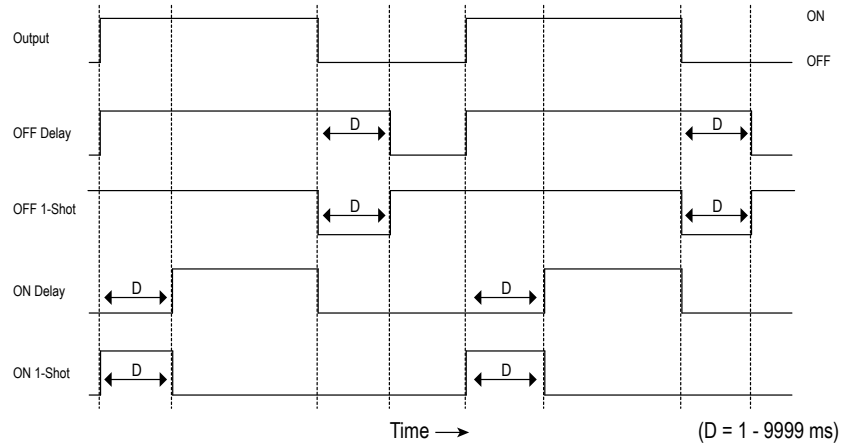 Output
ON
OFF
OFF Delay
D
D
OFF 1-Shot
D
D
ON Delay
D
D
ON 1-Shot
D
D
Time →
(D = 1 - 9999 ms)